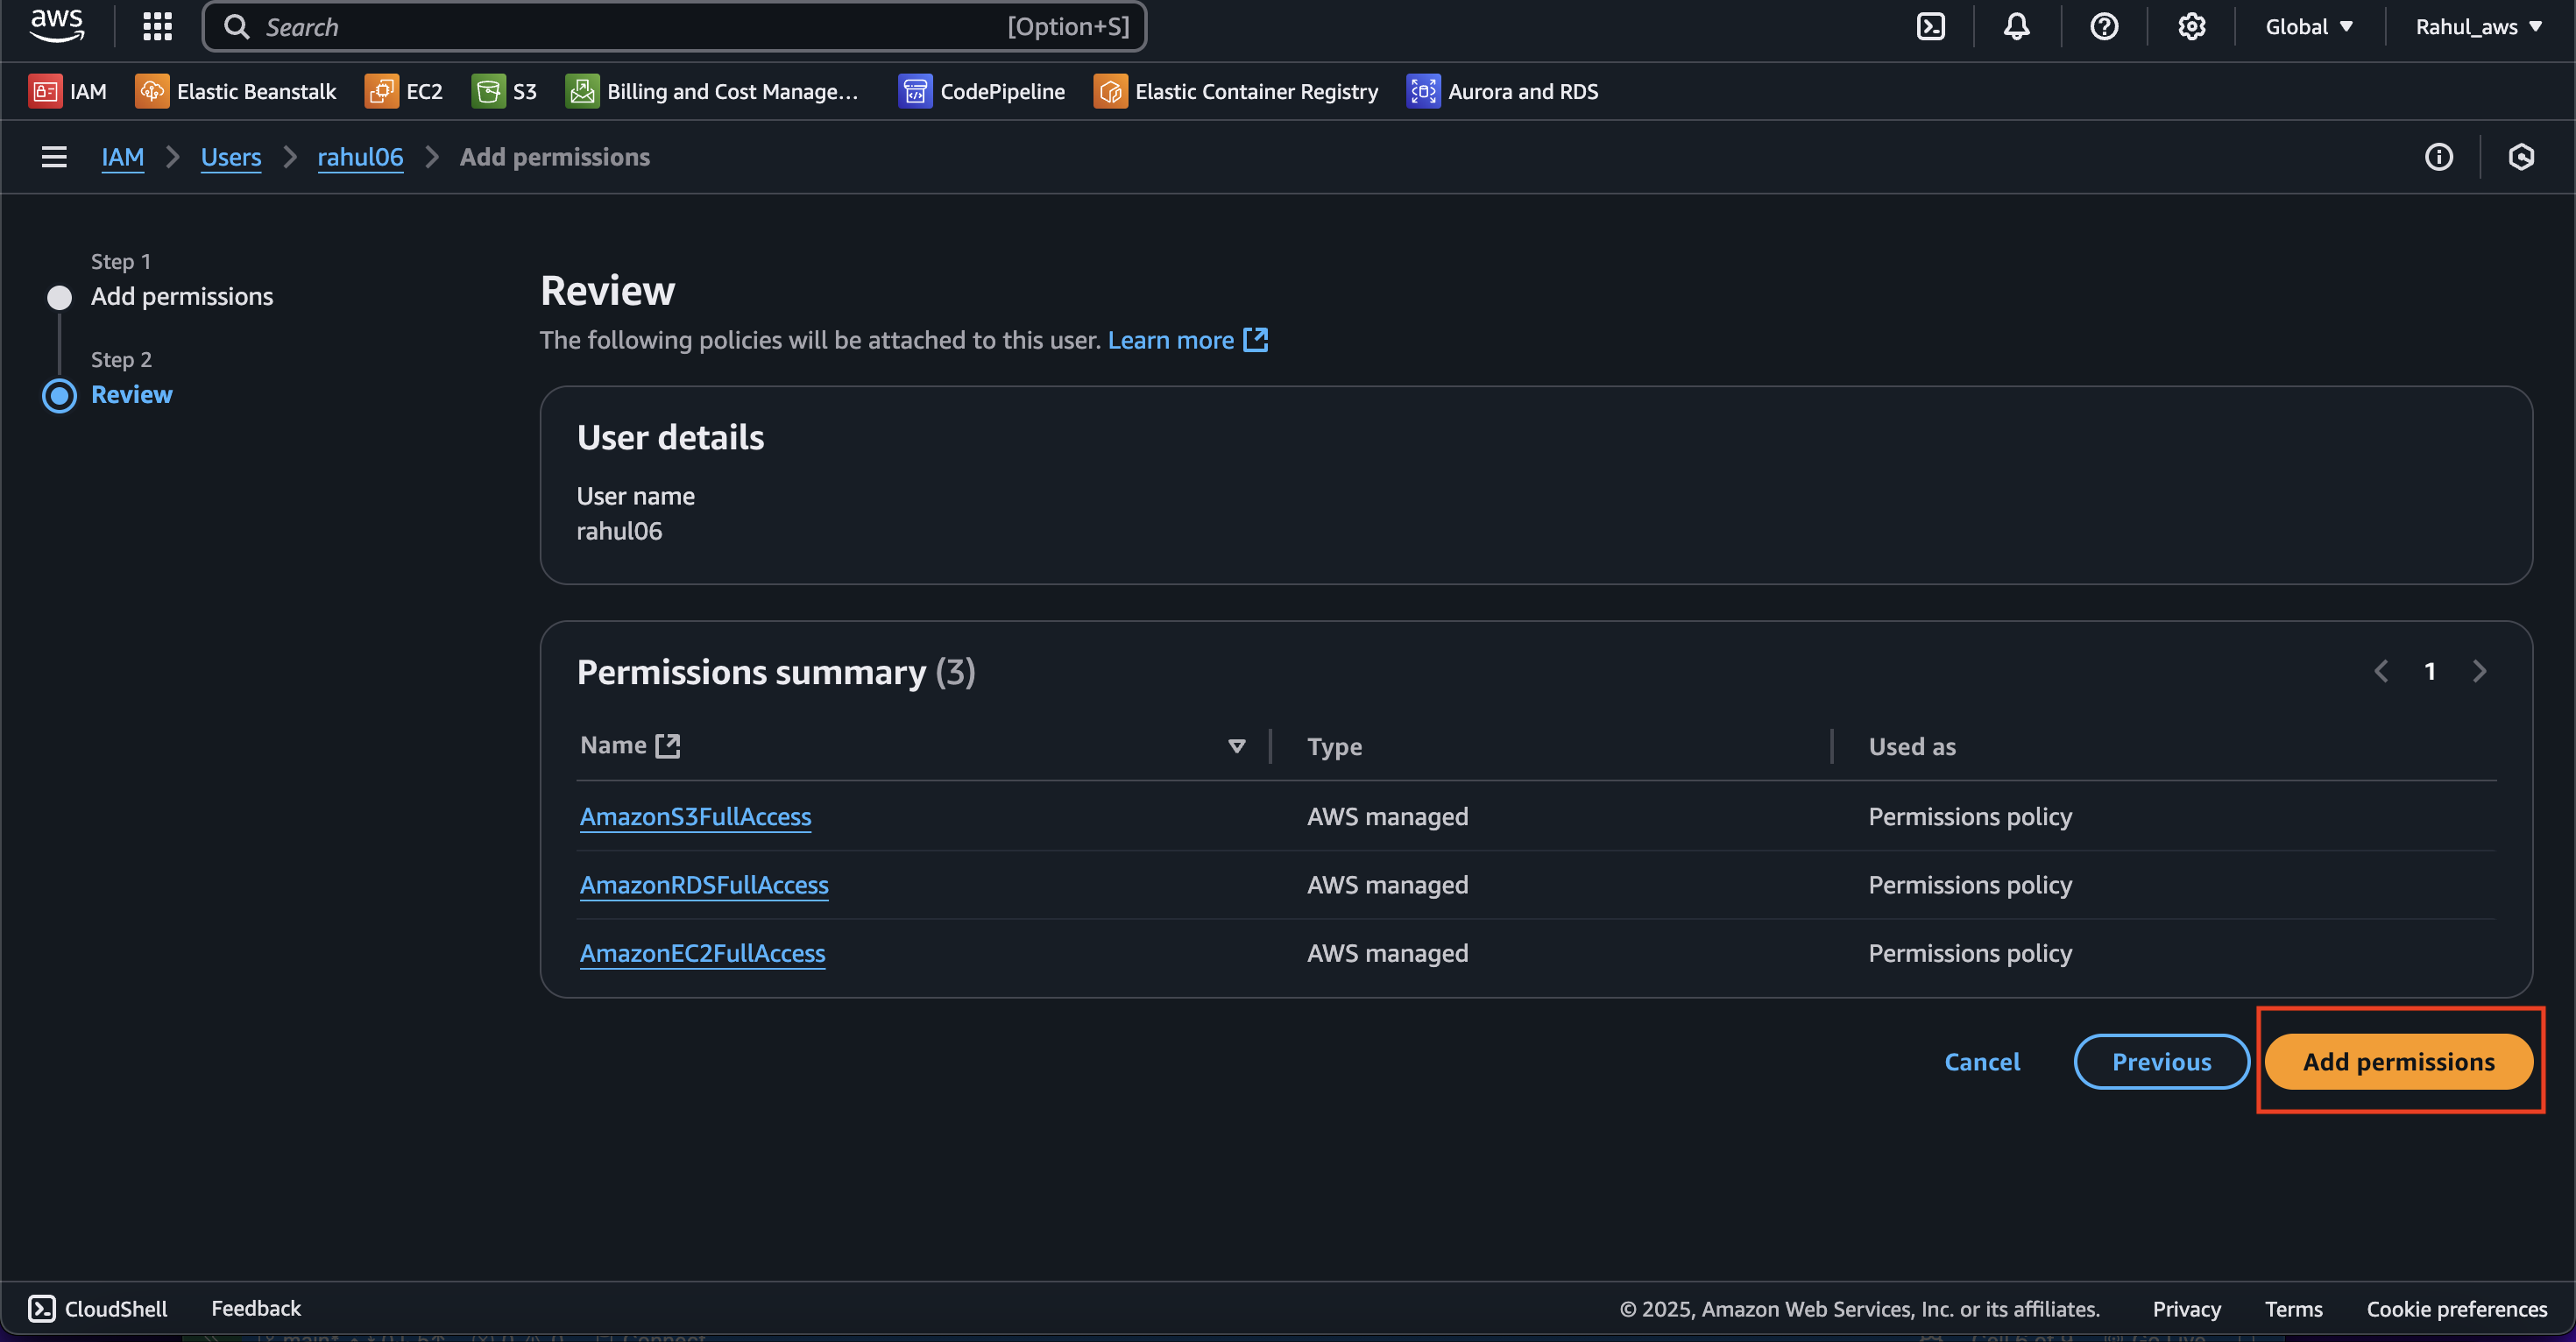 aws
Search [Option+S] Global Rahul_aws
IAM Elastic Beanstalk EC2 S3 Billing and Cost Manage… CodePipeline Elastic Container Registry Aurora and RDS
IAM Users rahul06 Add permissions
Step 1
Add permissions
Step 2
Review
Review
The following policies will be attached to this user. Learn more
User details
User name
rahul06
Permissions summary (3)
1
Name Type Used as
AmazonS3FullAccess AWS managed Permissions policy
AmazonRDSFullAccess AWS managed Permissions policy
AmazonEC2FullAccess AWS managed Permissions policy
Cancel Previous Add permissions
CloudShell Feedback © 2025, Amazon Web Services, Inc. or its affiliates. Privacy Terms Cookie preferences